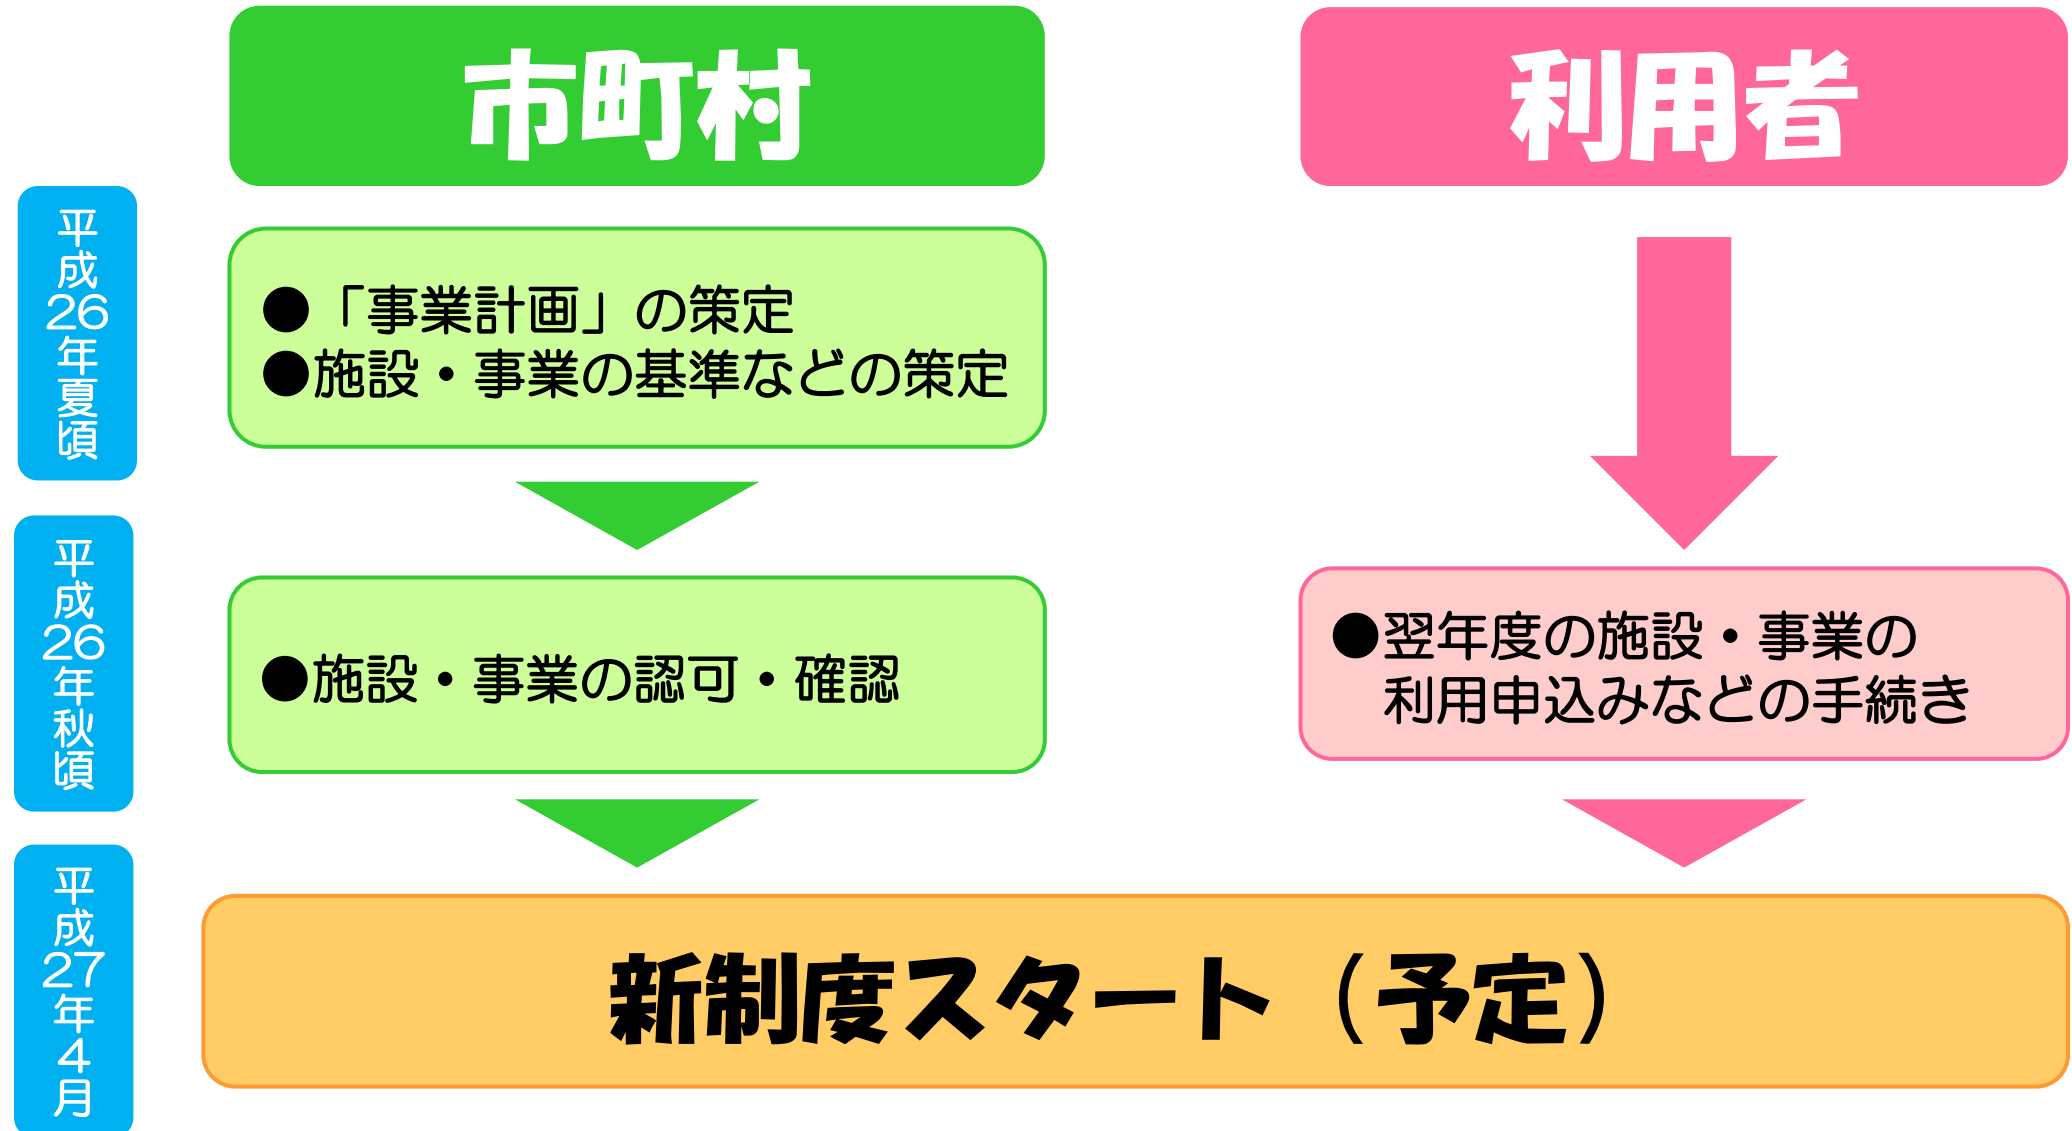 市町村
利用者
平成26年夏頃
●「事業計画」の策定
●施設・事業の基準などの策定
平成26年秋頃
●施設・事業の認可・確認
●翌年度の施設・事業の
利用申込みなどの手続き
平成27年4月
新制度スタート（予定）